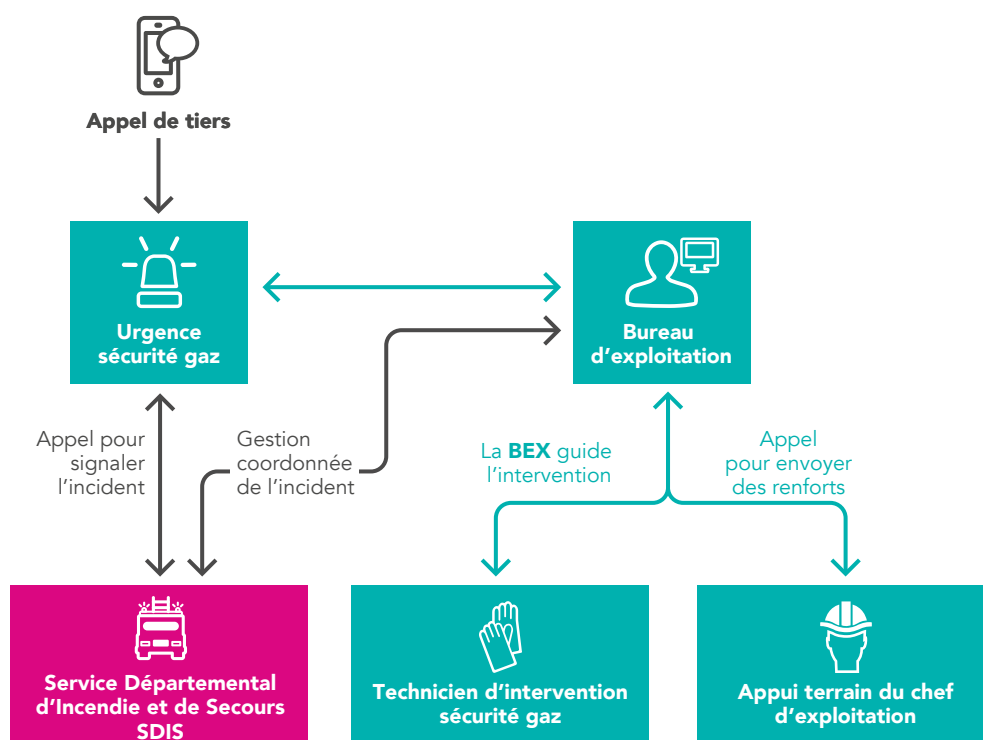 Appel de tiers
Urgence
sécurité gaz
Bureau
d’exploitation
Appel pour
signaler
l’incident
Gestion
coordonnée
de l’incident
La BEX guide
l’intervention
Appel
pour envoyer
des renforts
Service Départemental
d’Incendie et de Secours
SDIS
Technicien d’intervention
sécurité gaz
Appui terrain du chef
d’exploitation